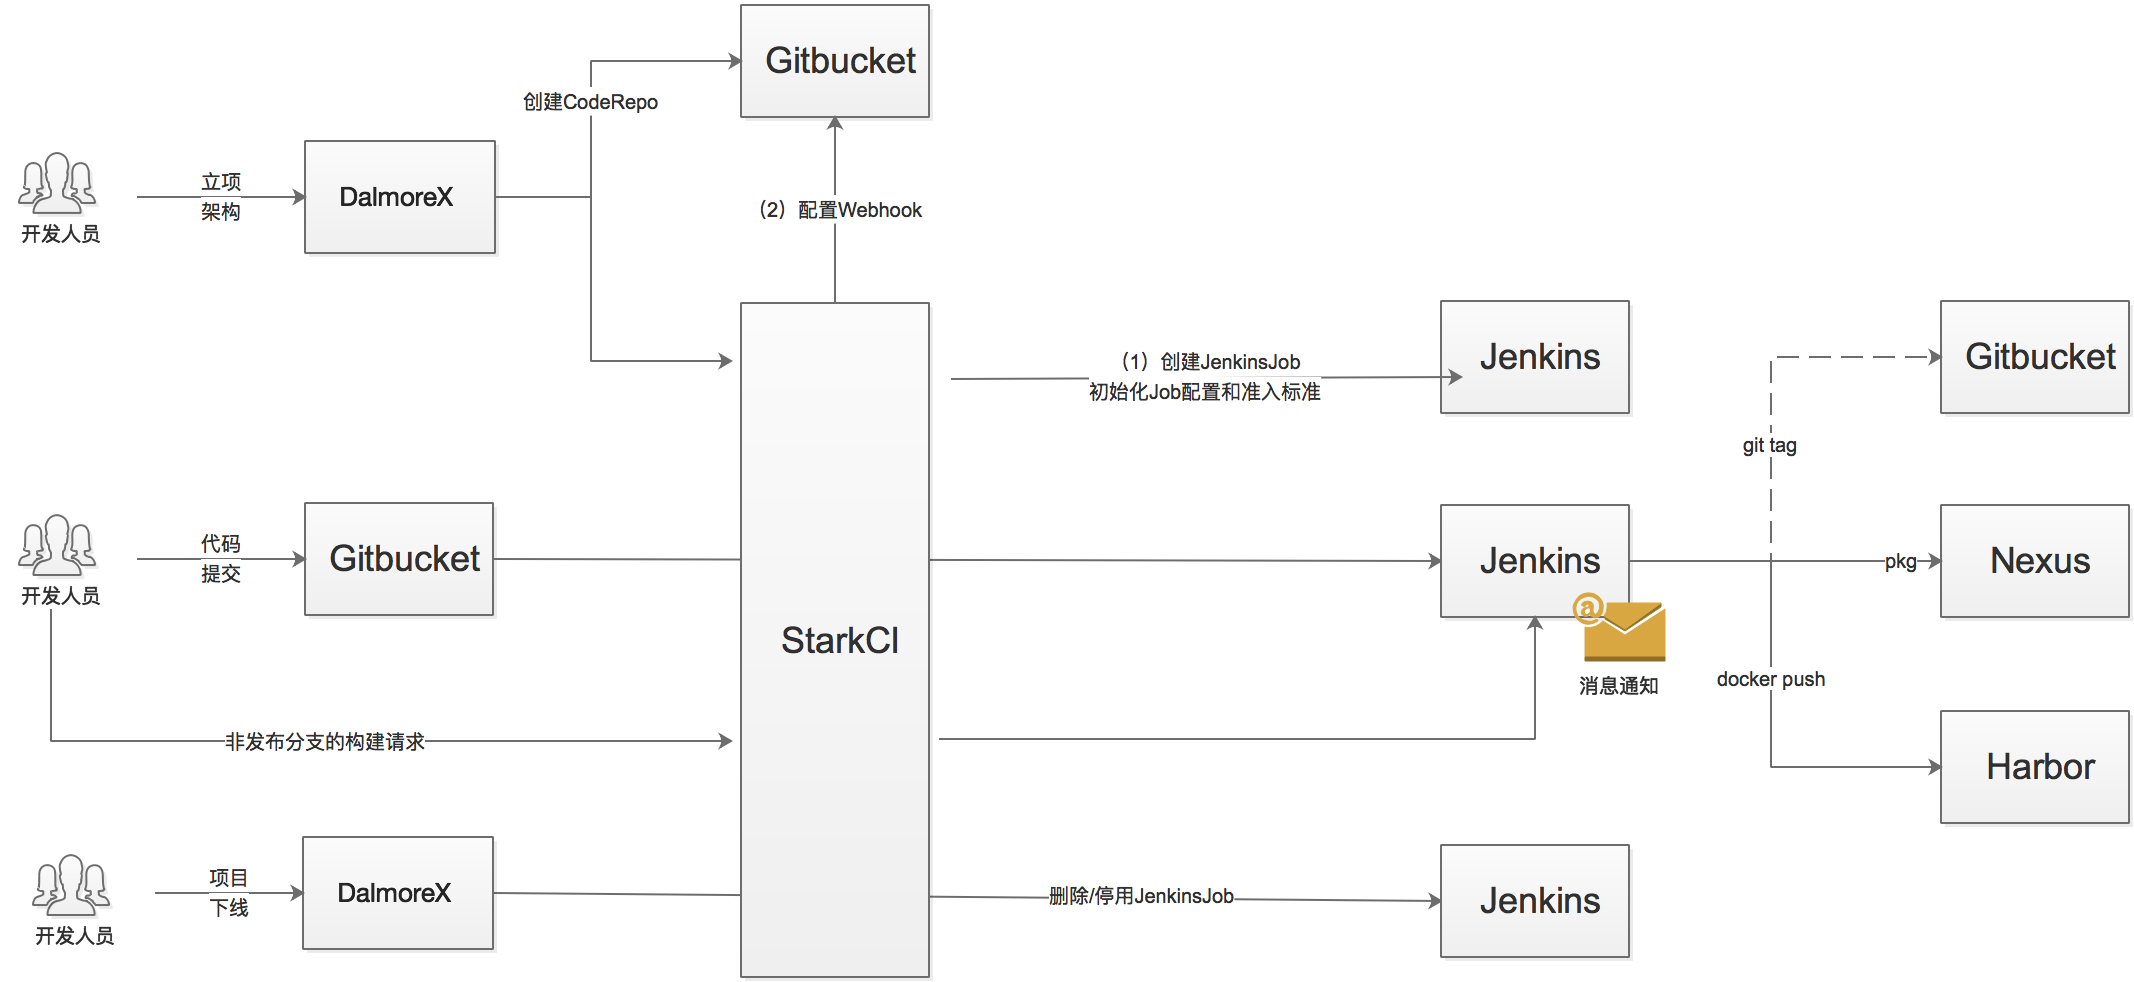 Gitbucket
创建CodeRepo
立项
架构
DalmoreX
开发人员
（2）配置Webhook
（1）创建JenkinsJob
初始化Job配置和准入标准
Jenkins
Gitbucket
git tag
代码
提交
开发人员
Gitbucket
StarkCI
Jenkins
pkg
Nexus
消息通知
docker push
非发布分支的构建请求
Harbor
项目
下线
开发人员
DalmoreX
删除/停用JenkinsJob
Jenkins